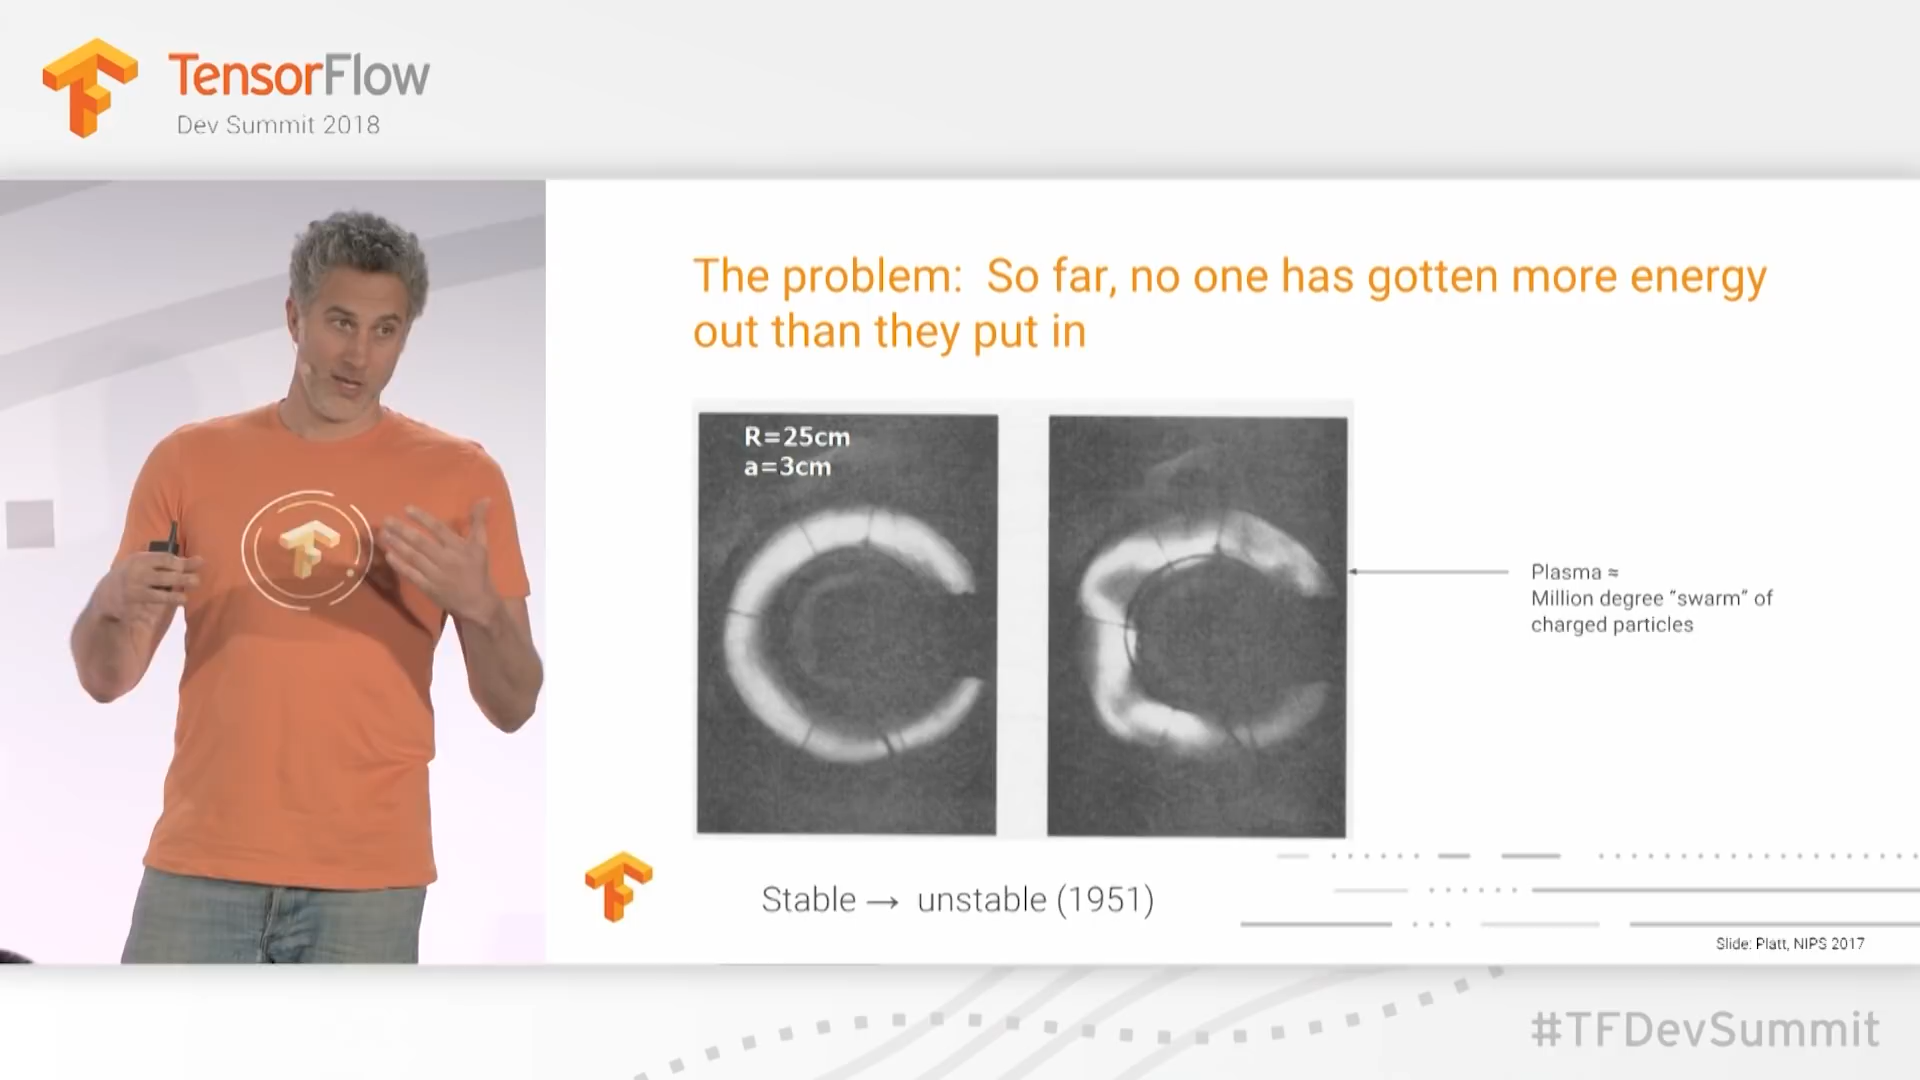 TensorFlow
Dev Summit 2018
The problem:  So far, no one has gotten more energy
out than they put in
R=25cm
a=3cm
Plasma ≈
Million degree “swarm” of
charged particles
Stable → unstable (1951)
Slide: Platt, NIPS 2017
#TFDevSummit